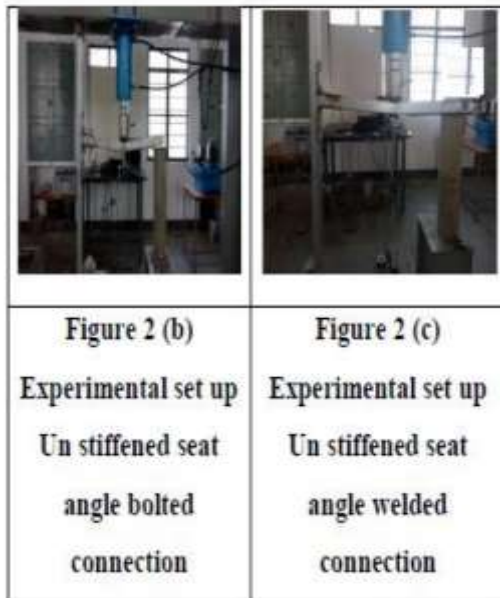 Figure 2 (b)
Experimental set up
Un stiffened seat
angle bolted
connection
Figure 2 (c)
Experimental set up
Un stiffened seat
angle welded
connection